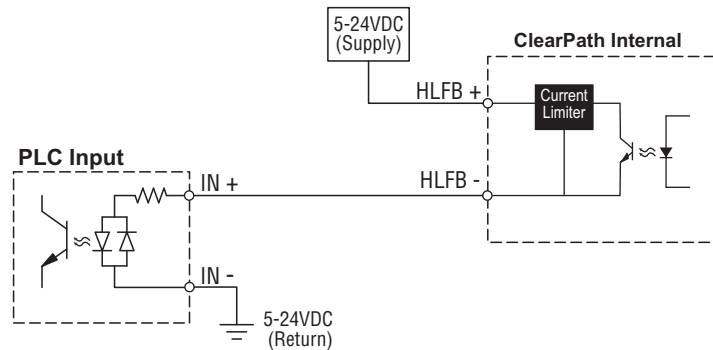 5-24VDC
(Supply)
ClearPath Internal
HLFB +
Current
Limiter
PLC Input
IN +
HLFB -
IN -
5-24VDC
(Return)